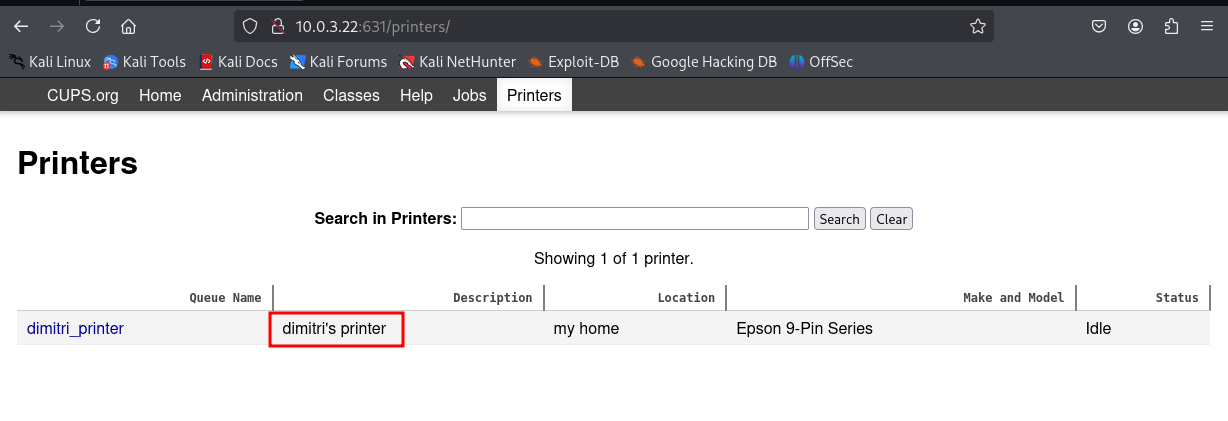 10.0.3.22:631/printers/
Kali Linux Kali Tools Kali Docs Kali Forums Kali NetHunter Exploit-DB Google Hacking DB OffSec
CUPS.org Home Administration Classes Help Jobs Printers
Printers
Search in Printers: Search Clear
Showing 1 of 1 printer.
Queue Name Description Location Make and Model Status
dimitri_printer dimitri's printer my home Epson 9-Pin Series Idle